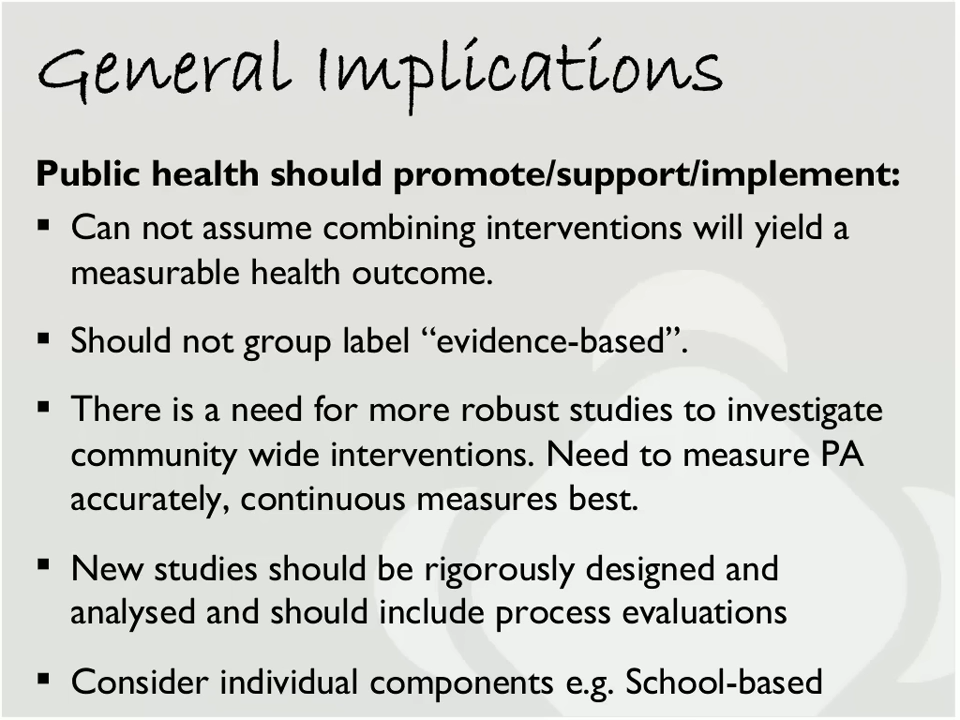 General Implications
Public health should promote/support/implement:
▪ Can not assume combining interventions will yield a
measurable health outcome.
▪ Should not group label “evidence-based”.
▪ There is a need for more robust studies to investigate
community wide interventions. Need to measure PA
accurately, continuous measures best.
▪ New studies should be rigorously designed and
analysed and should include process evaluations
▪ Consider individual components e.g. School-based